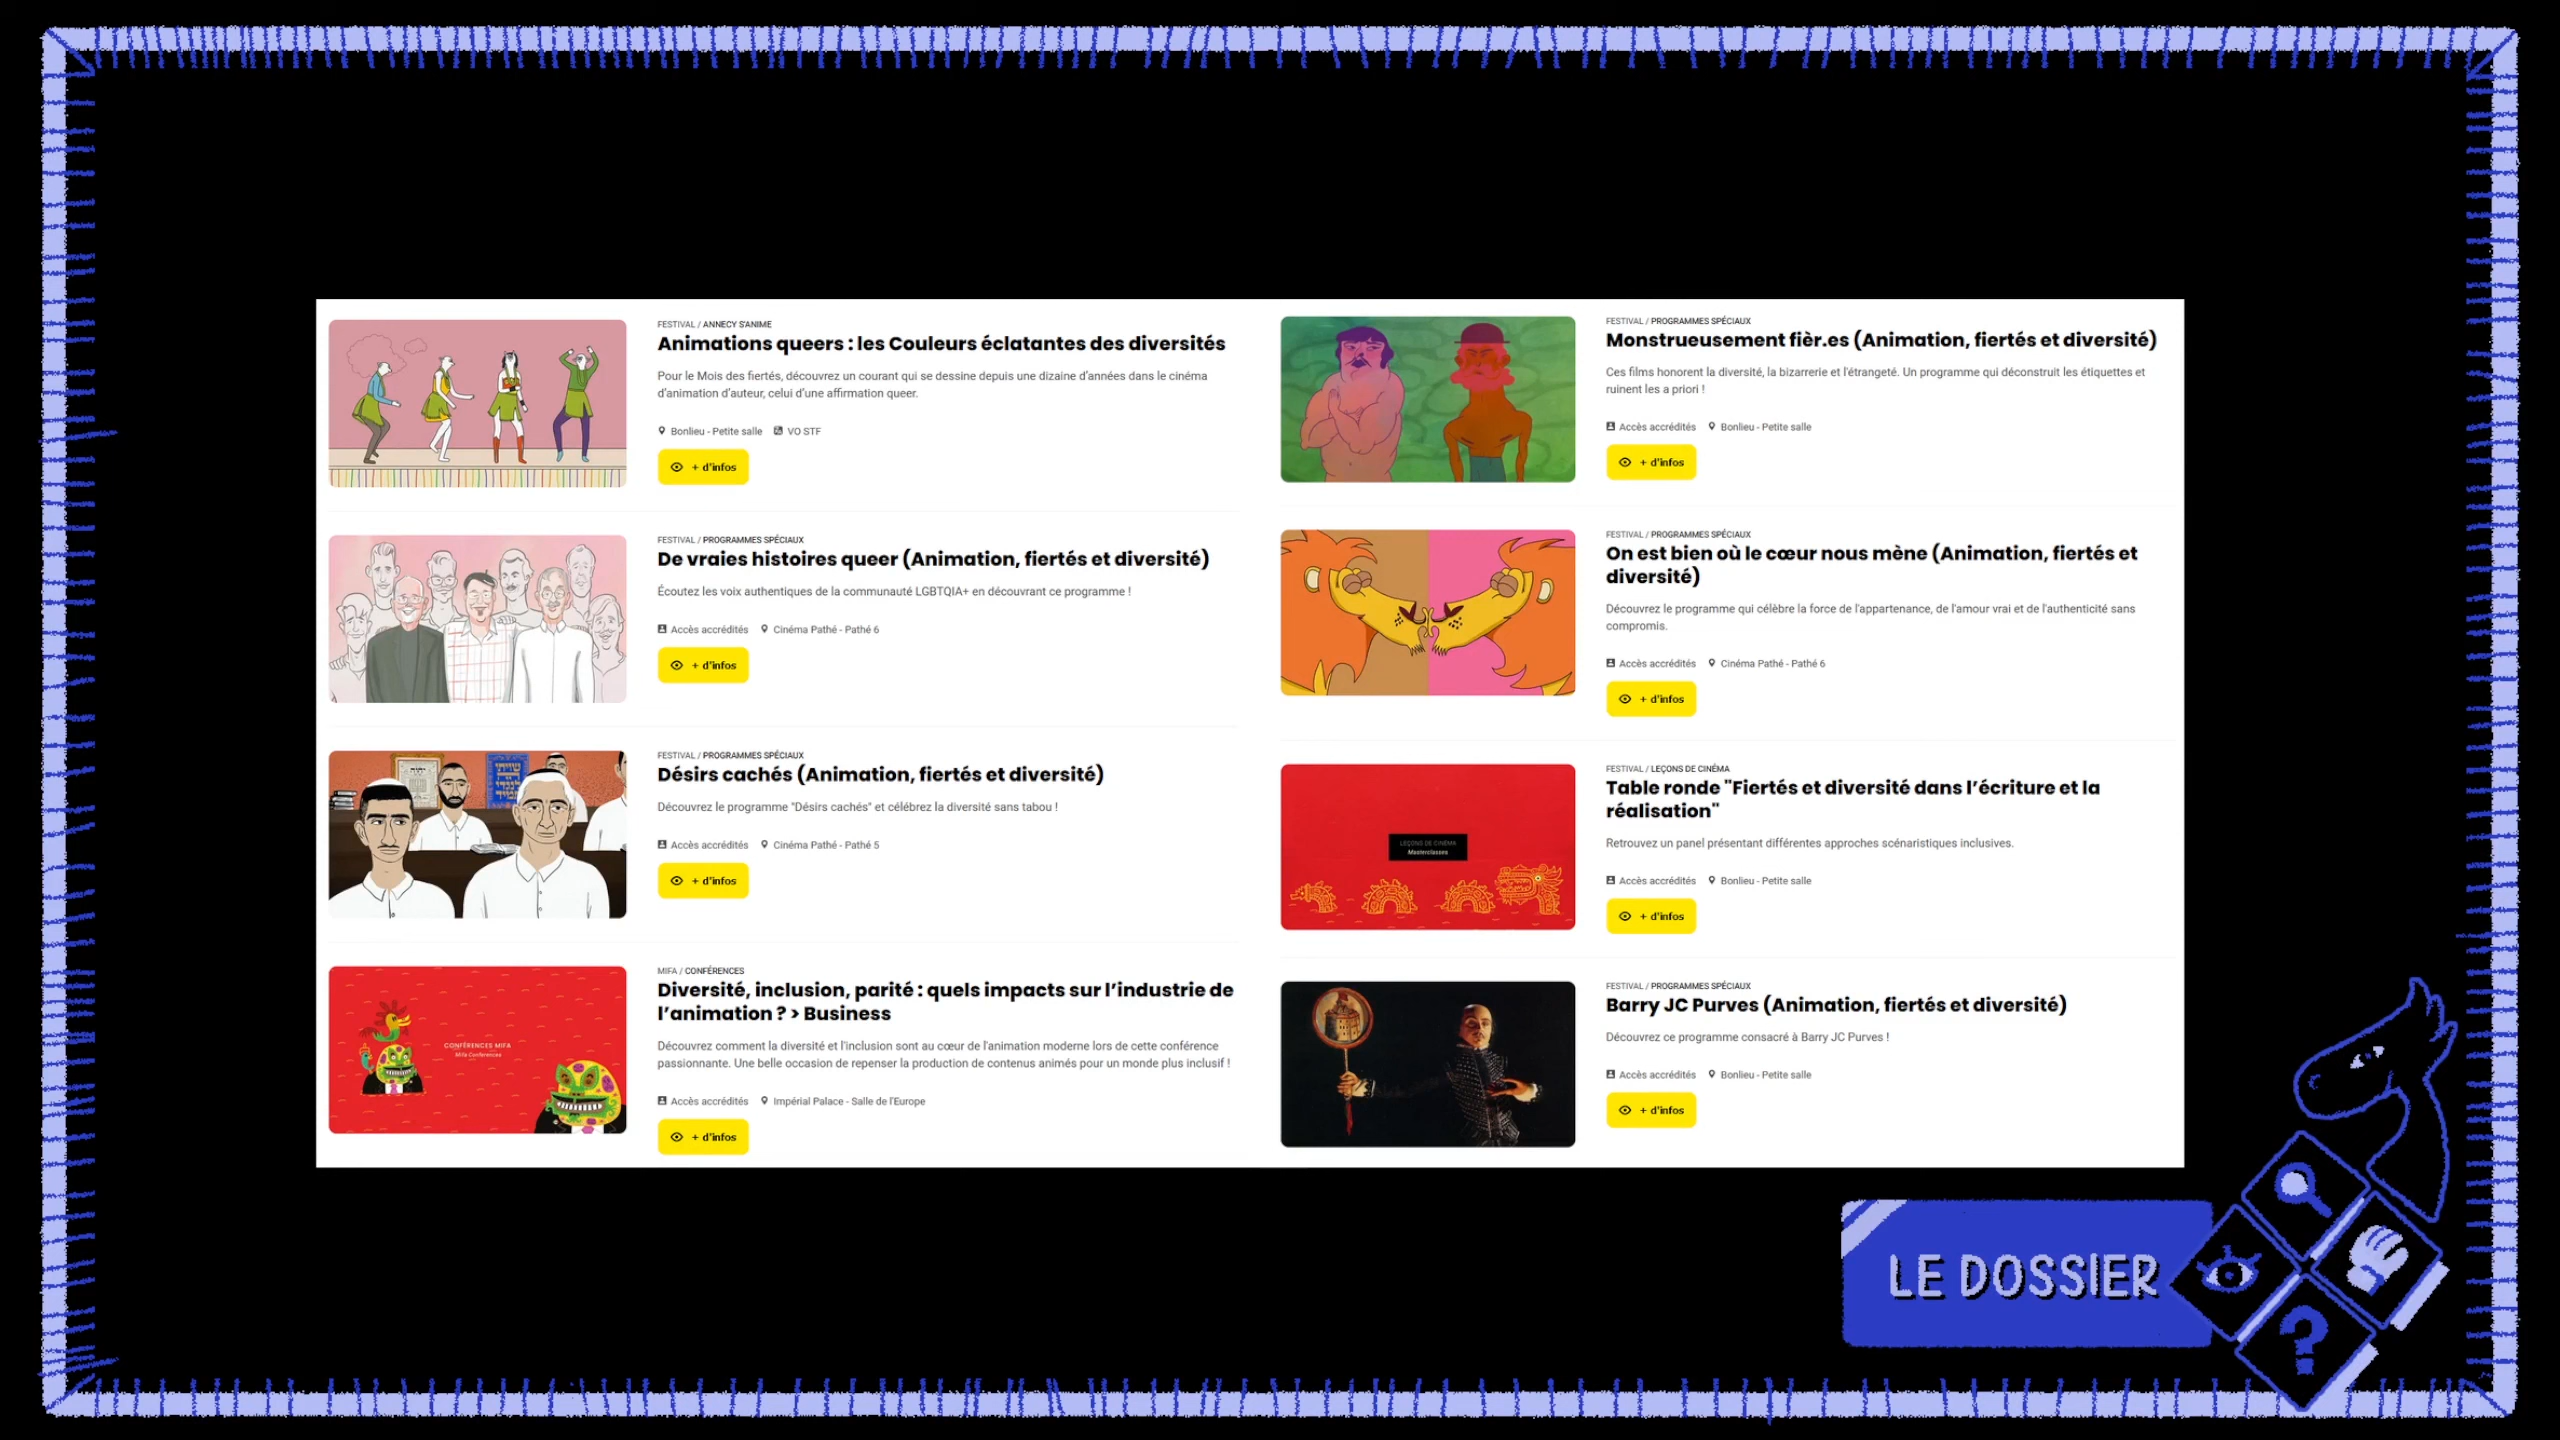 FESTIVAL / ANNECY S'ANIME
Animations queers : les Couleurs éclatantes des diversités
Pour le Mois des fiertés, découvrez un courant qui se dessine depuis une dizaine d'années dans le cinéma
d'animation d'auteur, celui d'une affirmation queer.
Bonlieu - Petite salle VO STF
+ d'infos
FESTIVAL / PROGRAMMES SPÉCIAUX
De vraies histoires queer (Animation, fiertés et diversité)
Écoutez les voix authentiques de la communauté LGBTQIA+ en découvrant ce programme !
Accès accrédités Cinéma Pathé - Pathé 6
+ d'infos
FESTIVAL / PROGRAMMES SPÉCIAUX
Désirs cachés (Animation, fiertés et diversité)
Découvrez le programme "Désirs cachés" et célébrez la diversité sans tabou !
Accès accrédités Cinéma Pathé - Pathé 5
+ d'infos
CONFÉRENCES MIFA
Mifa Conferences
MIFA / CONFÉRENCES
Diversité, inclusion, parité : quels impacts sur l'industrie de
l'animation ? > Business
Découvrez comment la diversité et l'inclusion sont au cœur de l'animation moderne lors de cette conférence
passionnante. Une belle occasion de repenser la production de contenus animés pour un monde plus inclusif !
Accès accrédités Impérial Palace - Salle de l'Europe
+ d'infos
FESTIVAL / PROGRAMMES SPÉCIAUX
Monstrueusement fièr.es (Animation, fiertés et diversité)
Ces films honorent la diversité, la bizarrerie et l'étrangeté. Un programme qui déconstruit les étiquettes et
ruinent les a priori !
Accès accrédités Bonlieu - Petite salle
+ d'infos
FESTIVAL / PROGRAMMES SPÉCIAUX
On est bien où le cœur nous mène (Animation, fiertés et
diversité)
Découvrez le programme qui célèbre la force de l'appartenance, de l'amour vrai et de l'authenticité sans
compromis.
Accès accrédités Cinéma Pathé - Pathé 6
+ d'infos
LEÇONS DE CINÉMA
Masterclasses
FESTIVAL / LEÇONS DE CINÉMA
Table ronde "Fiertés et diversité dans l'écriture et la
réalisation"
Retrouvez un panel présentant différentes approches scénaristiques inclusives.
Accès accrédités Bonlieu - Petite salle
+ d'infos
FESTIVAL / PROGRAMMES SPÉCIAUX
Barry JC Purves (Animation, fiertés et diversité)
Découvrez ce programme consacré à Barry JC Purves !
Accès accrédités Bonlieu - Petite salle
+ d'infos
LE DOSSIER
?